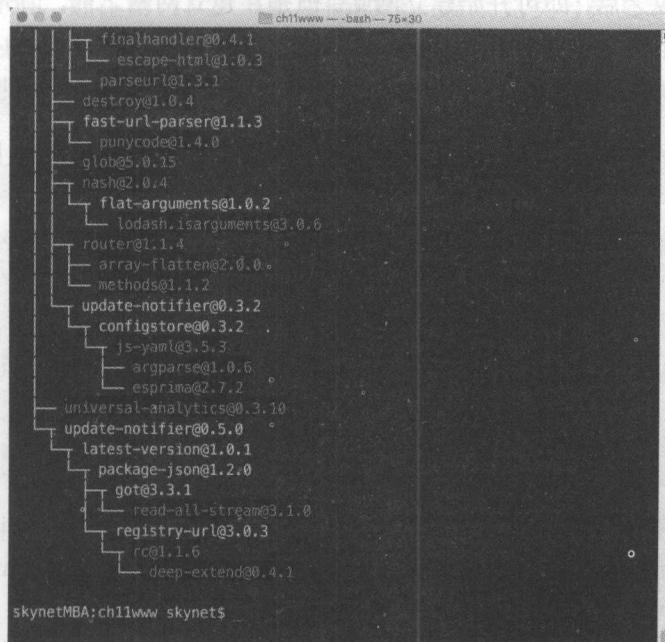 ch11www — -bash — 75×30
finalhandler@0.4.1
escape-html@1.0.3
parseurl@1.3.1
destroy@1.0.4
fast-url-parser@1.1.3
punycode@1.4.0
glob@5.0.15
nash@2.0.4
flat-arguments@1.0.2
lodash.isarguments@3.0.6
router@1.1.4
array-flatten@2.0.0
methods@1.1.2
update-notifier@0.3.2
configstore@0.3.2
js-yaml@3.5.3
argparse@1.0.6
esprima@2.7.2
universal-analytics@0.3.10
update-notifier@0.5.0
latest-version@1.0.1
package-json@1.2.0
got@3.3.1
read-all-stream@3.1.0
registry-url@3.0.3
rc@1.1.6
deep-extend@0.4.1
skynetMBA:ch11www skynet$